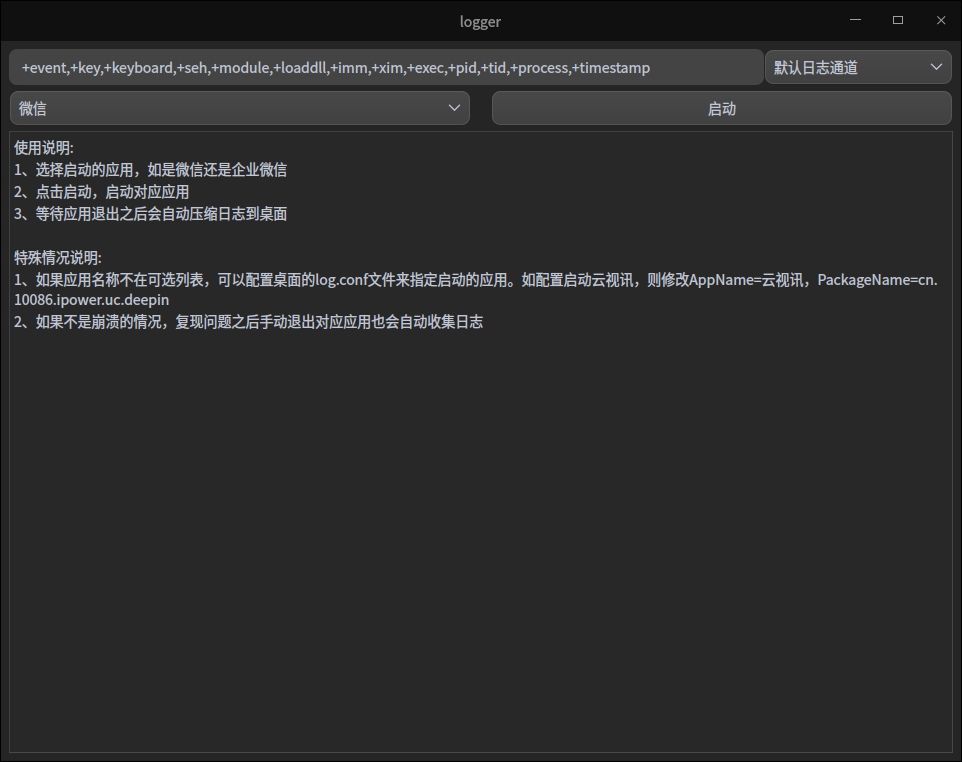 logger
+event,+key,+keyboard,+seh,+module,+loaddll,+imm,+xim,+exec,+pid,+tid,+process,+timestamp
默认日志通道
微信
启动
使用说明:
1、选择启动的应用，如是微信还是企业微信
2、点击启动，启动对应应用
3、等待应用退出之后会自动压缩日志到桌面
特殊情况说明:
1、如果应用名称不在可选列表，可以配置桌面的log.conf文件来指定启动的应用。如配置启动云视讯，则修改AppName=云视讯，PackageName=cn.
10086.ipower.uc.deepin
2、如果不是崩溃的情况，复现问题之后手动退出对应应用也会自动收集日志